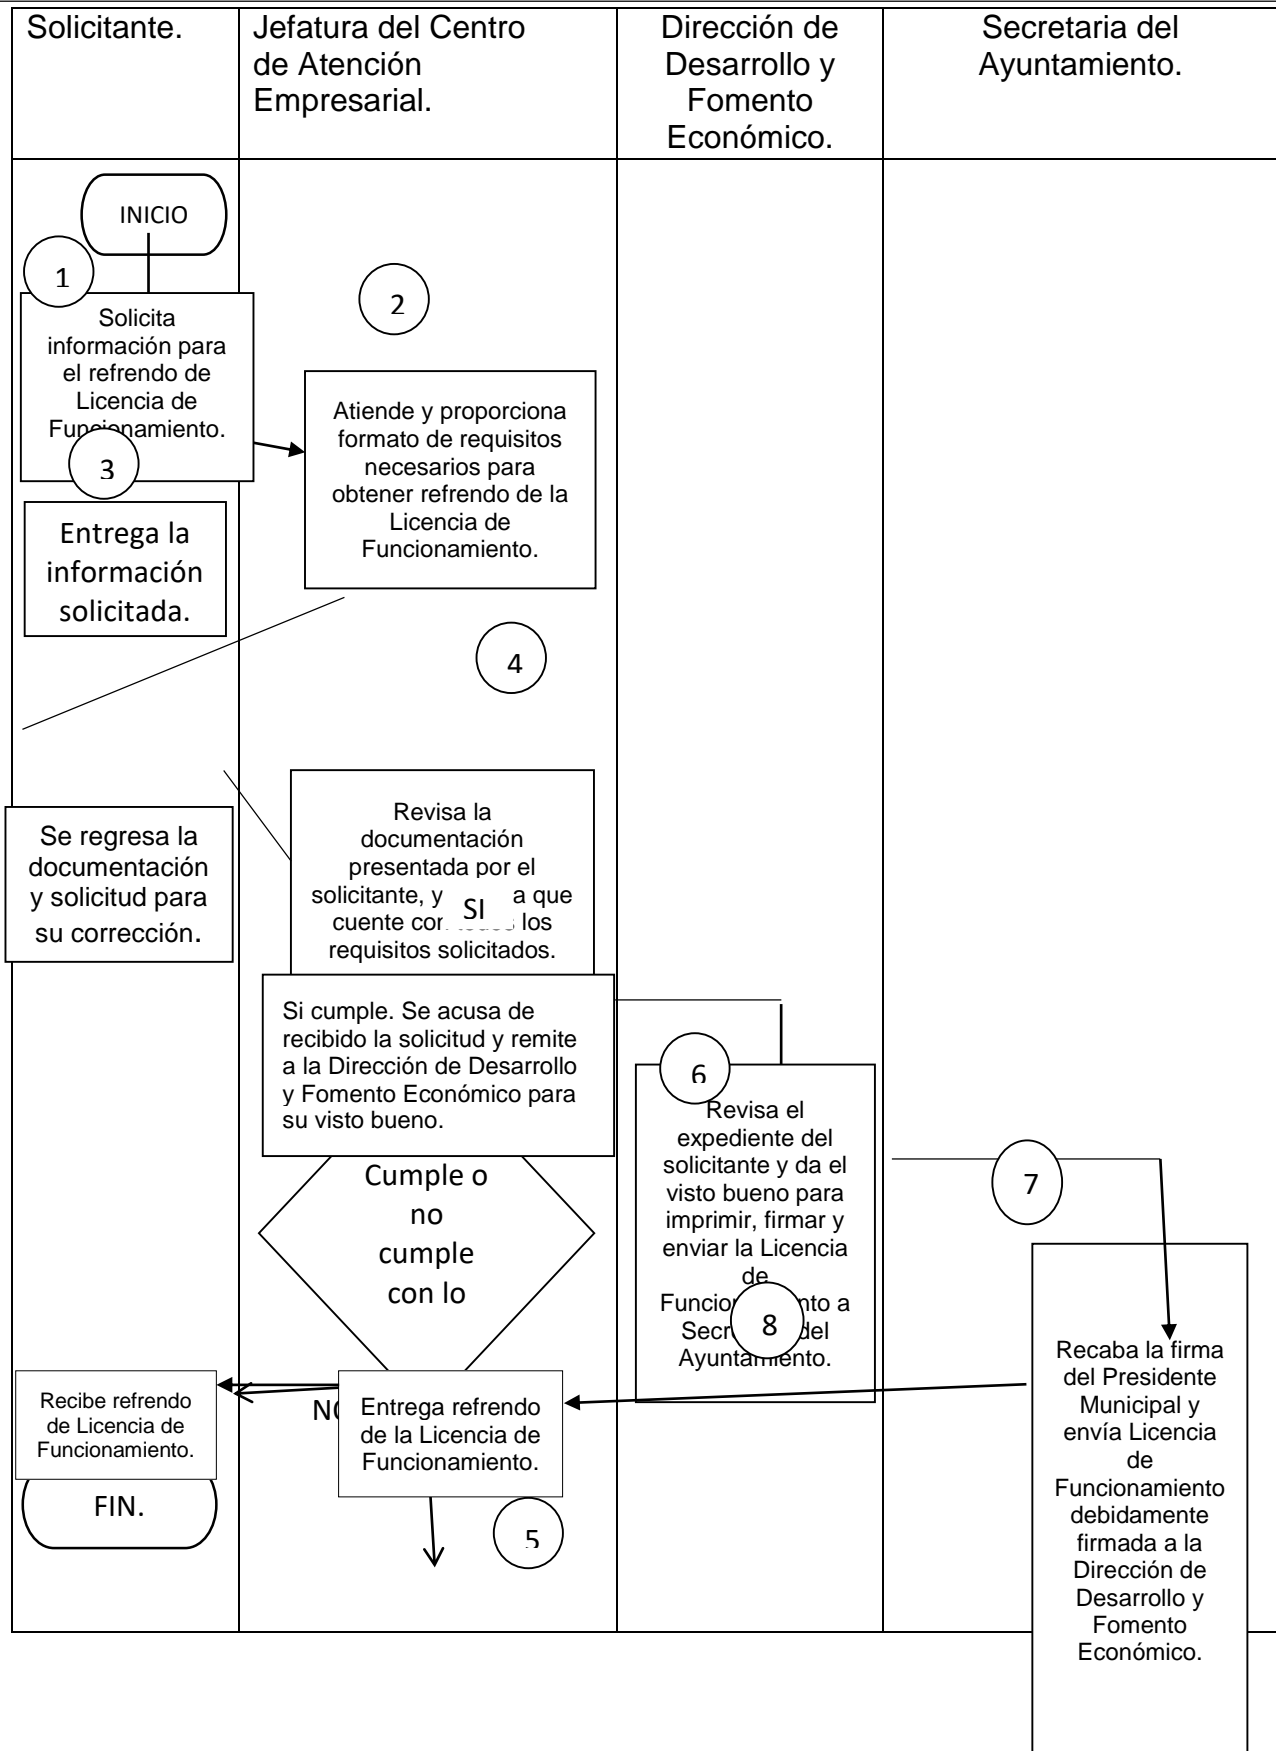 Solicitante.
Jefatura del Centro
de Atención
Empresarial.
Dirección de
Desarrollo y
Fomento
Económico.
Secretaria del
Ayuntamiento.
INICIO
1
Solicita
información para
el refrendo de
Licencia de
Funcionamiento.
2
Atiende y proporciona
formato de requisitos
necesarios para
obtener refrendo de la
Licencia de
Funcionamiento.
3
Entrega la
información
solicitada.
4
Revisa la
documentación
presentada por el
solicitante, y a que
cuente con todos los
requisitos solicitados.
SI
Se regresa la
documentación
y solicitud para
su corrección.
Si cumple. Se acusa de
recibido la solicitud y remite
a la Dirección de Desarrollo
y Fomento Económico para
su visto bueno.
Cumple o
no
cumple
con lo
NO
6
Revisa el
expediente del
solicitante y da el
visto bueno para
imprimir, firmar y
enviar la Licencia
de
Funcionamiento a
Secretaria del
Ayuntamiento.
7
8
Recaba la firma
del Presidente
Municipal y
envía Licencia
de
Funcionamiento
debidamente
firmada a la
Dirección de
Desarrollo y
Fomento
Económico.
Entrega refrendo
de la Licencia de
Funcionamiento.
5
Recibe refrendo
de Licencia de
Funcionamiento.
FIN.